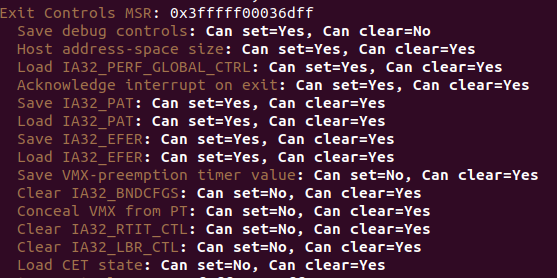 Exit Controls MSR: 0x3fffff00036dff
Save debug controls: Can set=Yes, Can clear=No
Host address-space size: Can set=Yes, Can clear=Yes
Load IA32_PERF_GLOBAL_CTRL: Can set=Yes, Can clear=Yes
Acknowledge interrupt on exit: Can set=Yes, Can clear=Yes
Save IA32_PAT: Can set=Yes, Can clear=Yes
Load IA32_PAT: Can set=Yes, Can clear=Yes
Save IA32_EFER: Can set=Yes, Can clear=Yes
Load IA32_EFER: Can set=Yes, Can clear=Yes
Save VMX-preemption timer value: Can set=No, Can clear=Yes
Clear IA32_BNDCFGS: Can set=No, Can clear=Yes
Conceal VMX from PT: Can set=No, Can clear=Yes
Clear IA32_RTIT_CTL: Can set=No, Can clear=Yes
Clear IA32_LBR_CTL: Can set=No, Can clear=Yes
Load CET state: Can set=No, Can clear=Yes